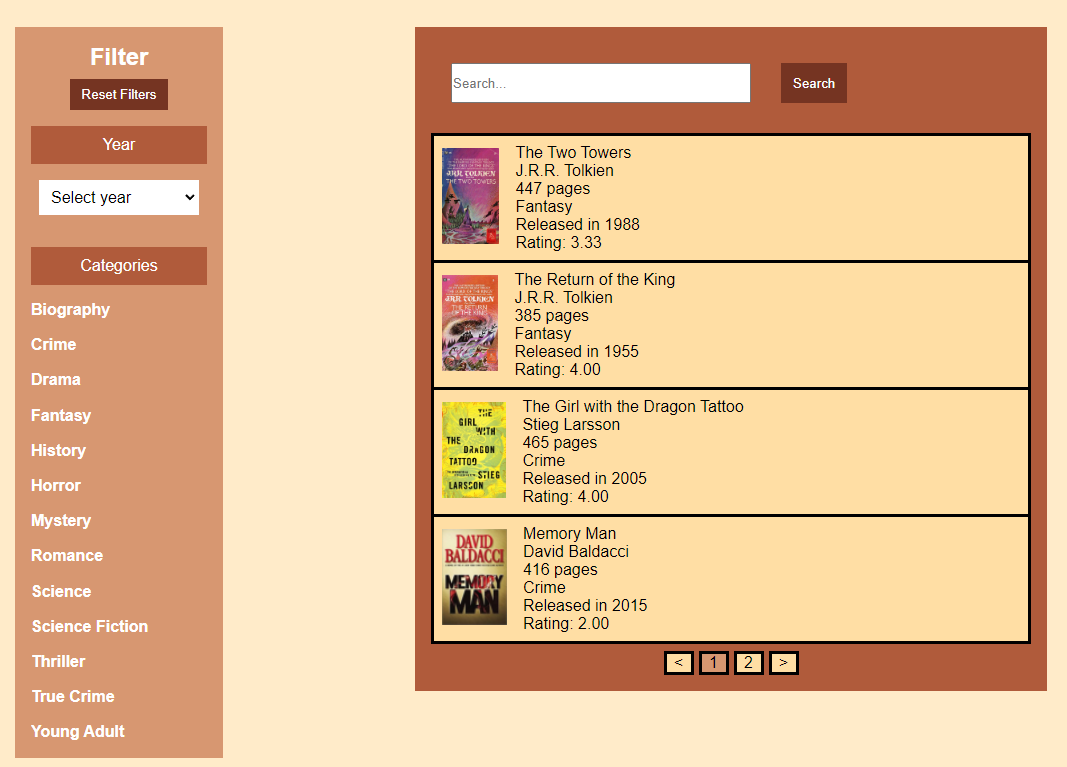 Filter
Reset Filters
Year
Select year
Categories
Biography
Crime
Drama
Fantasy
History
Horror
Mystery
Romance
Science
Science Fiction
Thriller
True Crime
Young Adult
Search...
Search
J.R.R. TOLKIEN
THE TWO TOWERS
The Two Towers
J.R.R. Tolkien
447 pages
Fantasy
Released in 1988
Rating: 3.33
J.R.R. TOLKIEN
THE RETURN
OF THE KING
The Return of the King
J.R.R. Tolkien
385 pages
Fantasy
Released in 1955
Rating: 4.00
THE
GIRL
WITH
THE DRAGON
TATTOO
STIEG
LARSSON
The Girl with the Dragon Tattoo
Stieg Larsson
465 pages
Crime
Released in 2005
Rating: 4.00
DAVID
BALDACCI
MEMORY
MAN
Memory Man
David Baldacci
416 pages
Crime
Released in 2015
Rating: 2.00
< 1 2 >